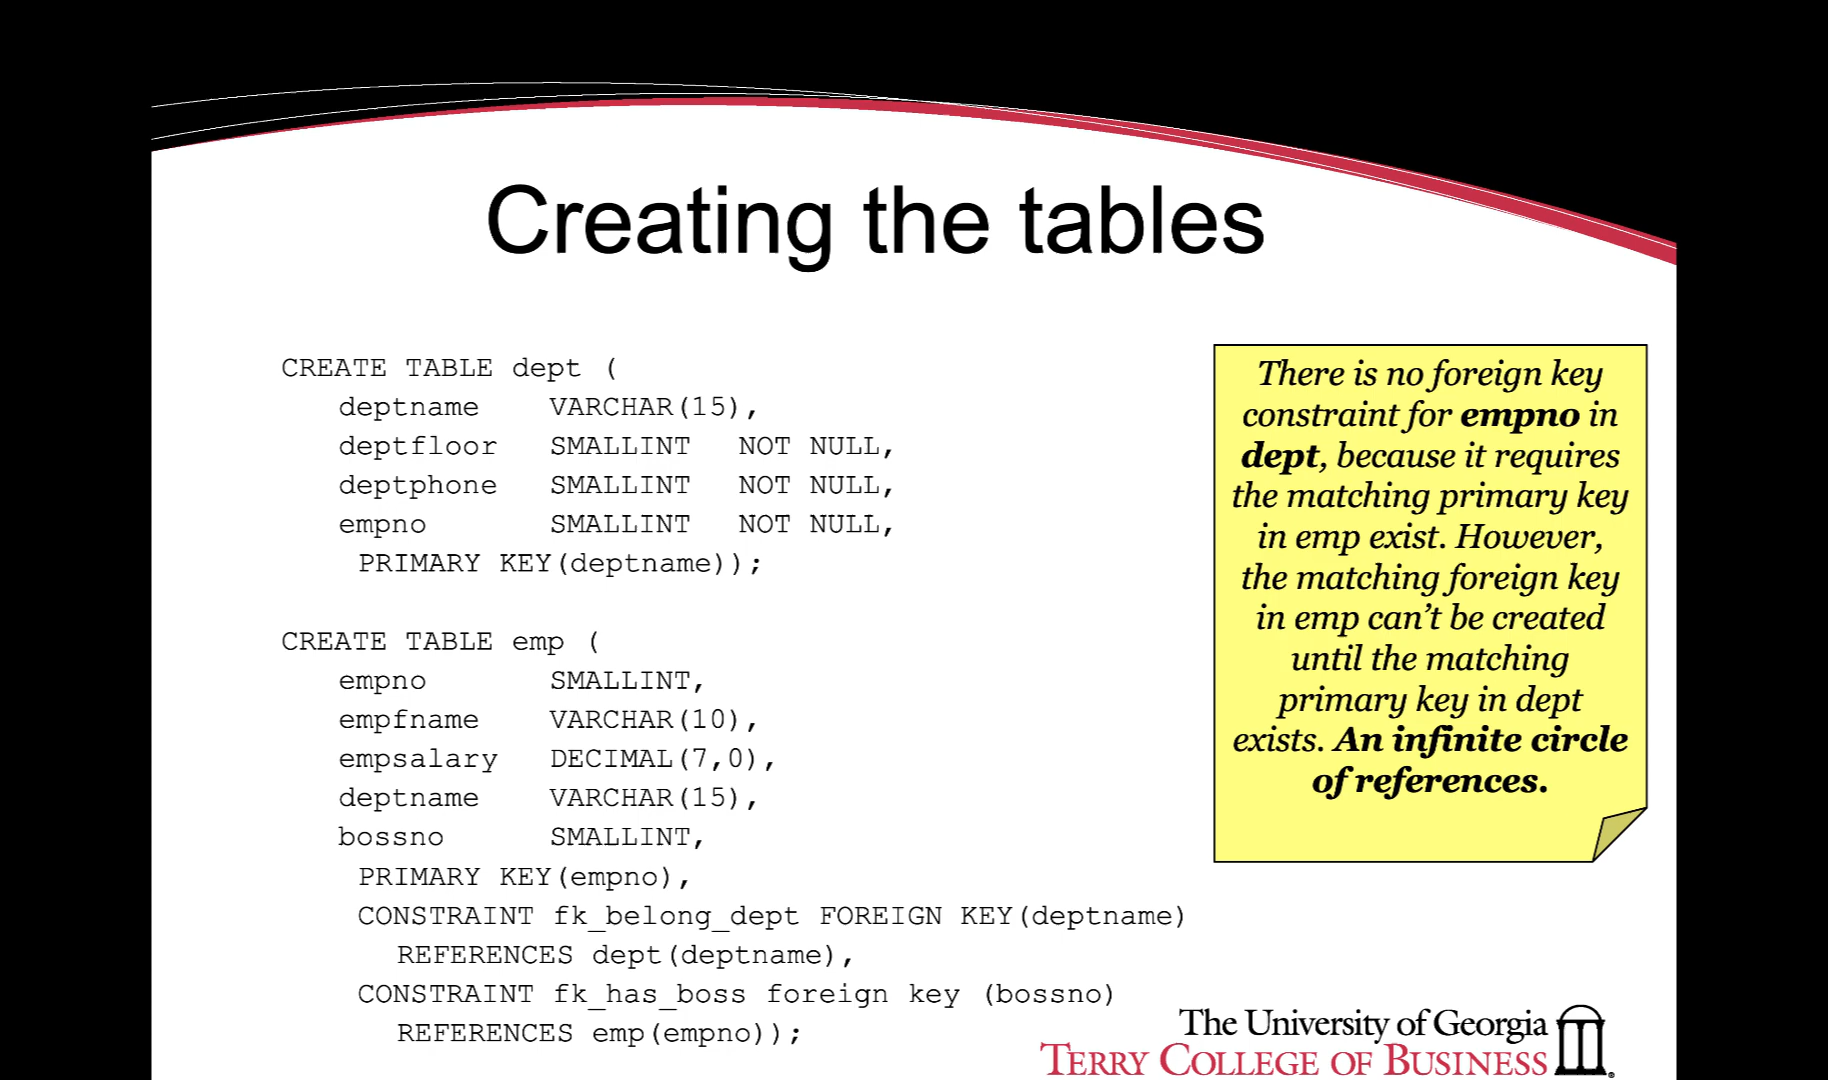 Creating the tables
CREATE TABLE dept (
deptname VARCHAR(15),
deptfloor SMALLINT NOT NULL,
deptphone SMALLINT NOT NULL,
empno SMALLINT NOT NULL,
PRIMARY KEY(deptname));
CREATE TABLE emp (
empno SMALLINT,
empfname VARCHAR(10),
empsalary DECIMAL(7,0),
deptname VARCHAR(15),
bossno SMALLINT,
PRIMARY KEY(empno),
CONSTRAINT fk_belong_dept FOREIGN KEY(deptname)
REFERENCES dept(deptname),
CONSTRAINT fk_has_boss foreign key (bossno)
REFERENCES emp(empno));
There is no foreign key
constraint for empno in
dept, because it requires
the matching primary key
in emp exist. However,
the matching foreign key
in emp can't be created
until the matching
primary key in dept
exists. An infinite circle
of references.
The University of Georgia
TERRY COLLEGE OF BUSINESS